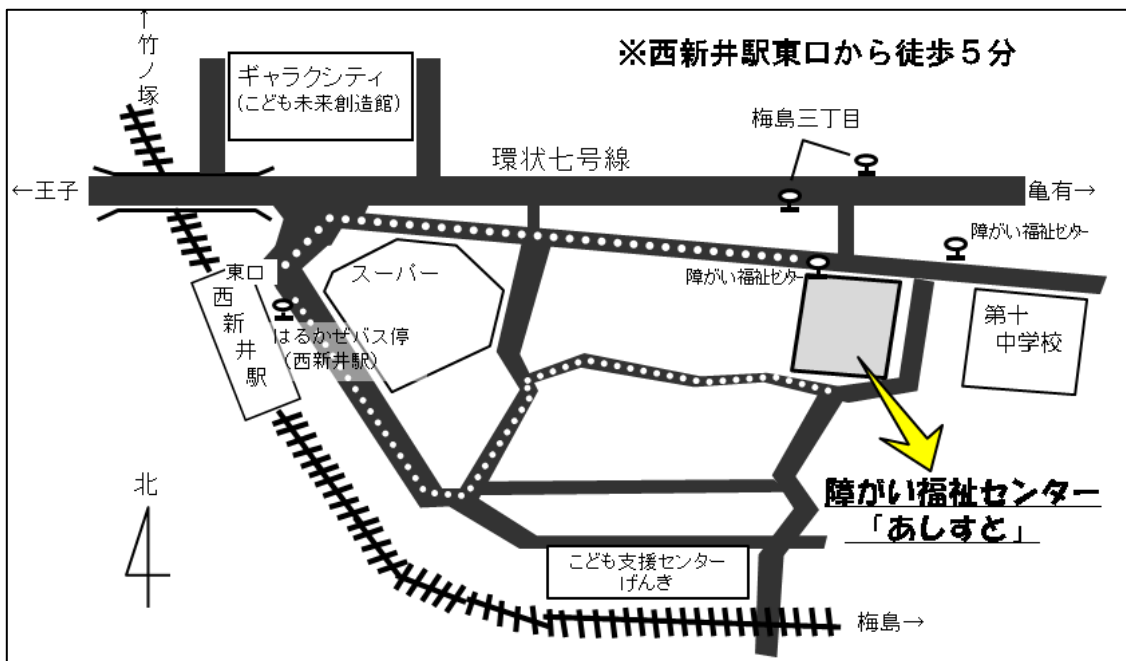 ↑竹ノ塚
※西新井駅東口から徒歩５分
ギャラクシティ
(こども未来創造館)
梅島三丁目
環状七号線
←王子
亀有→
障がい福祉センター
東口
スーパー
障がい福祉センター
西新井駅
はるかぜバス停
(西新井駅)
第十
中学校
北
障がい福祉センター
「あしすと」
こども支援センター
げんき
梅島→